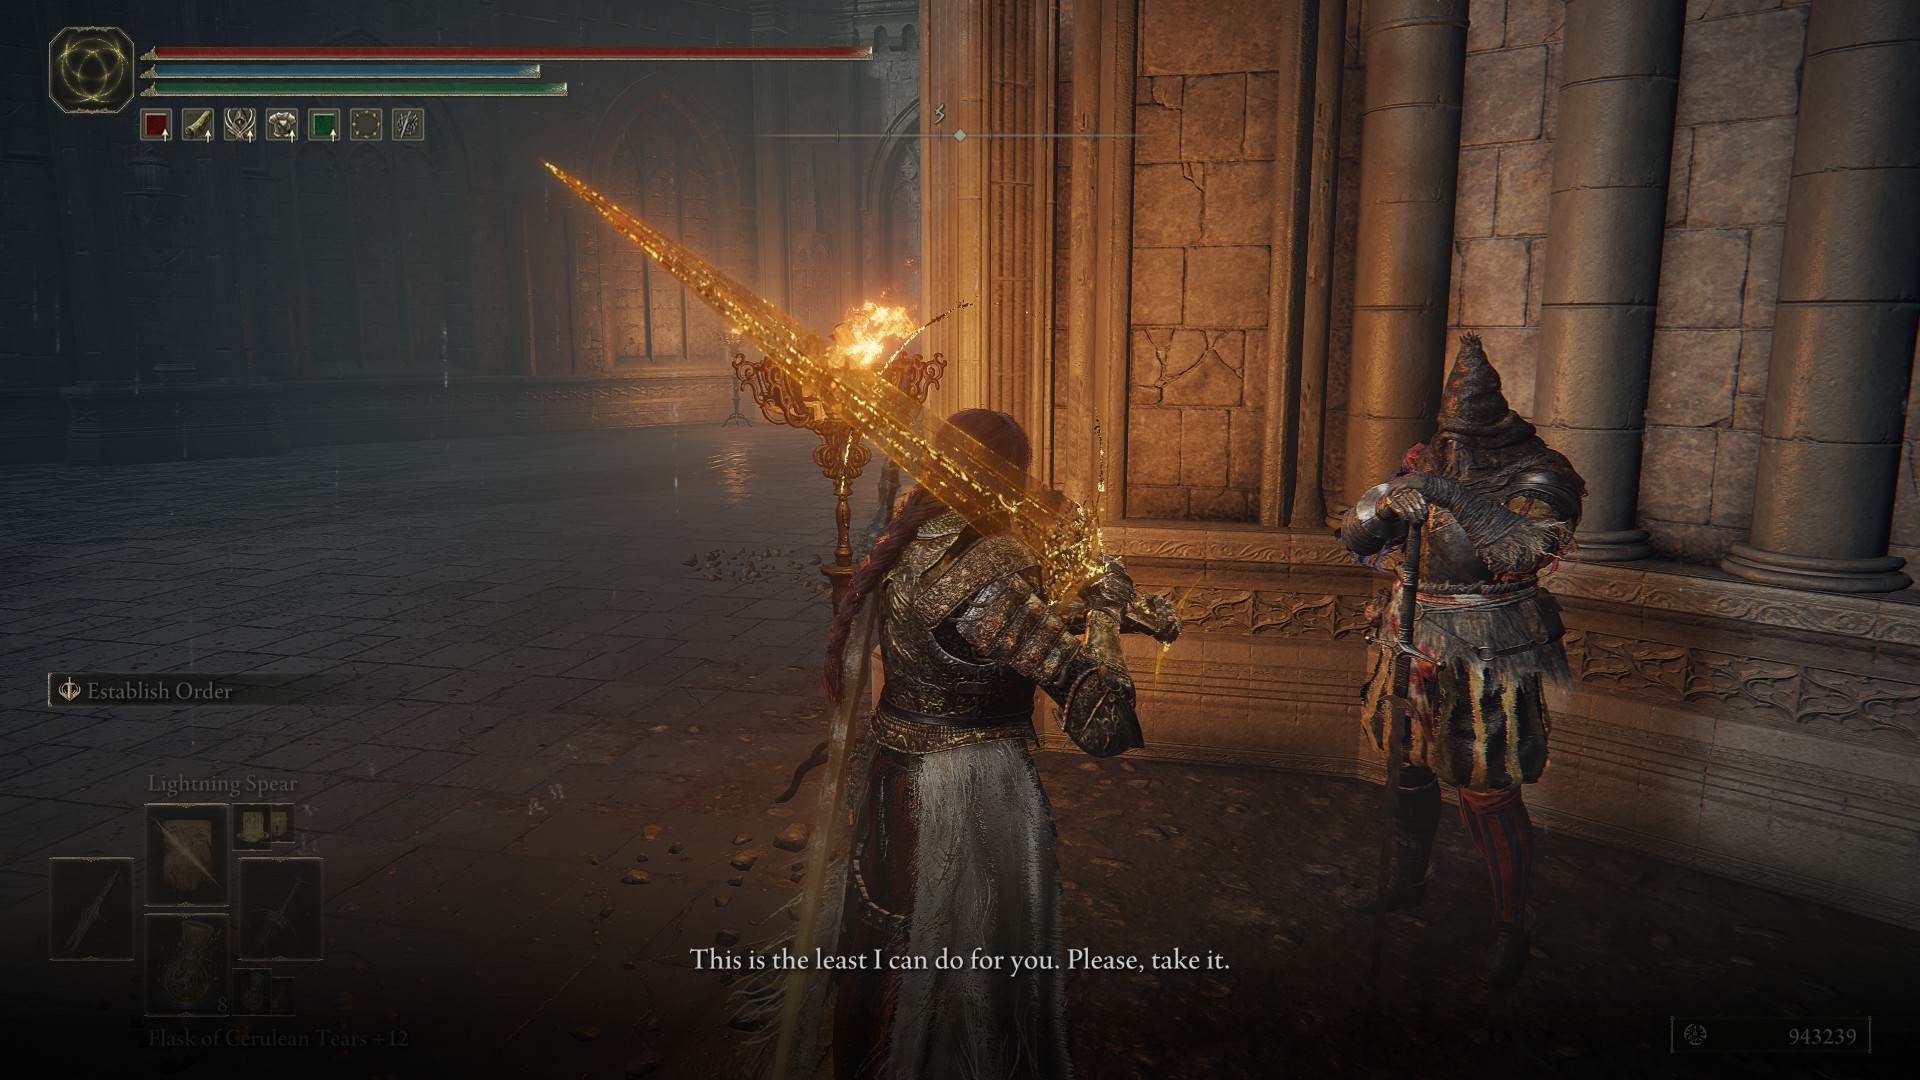 S
Establish Order
Lightning Spear
8
Flask of Cerulean Tears +12
This is the least I can do for you. Please, take it.
943239